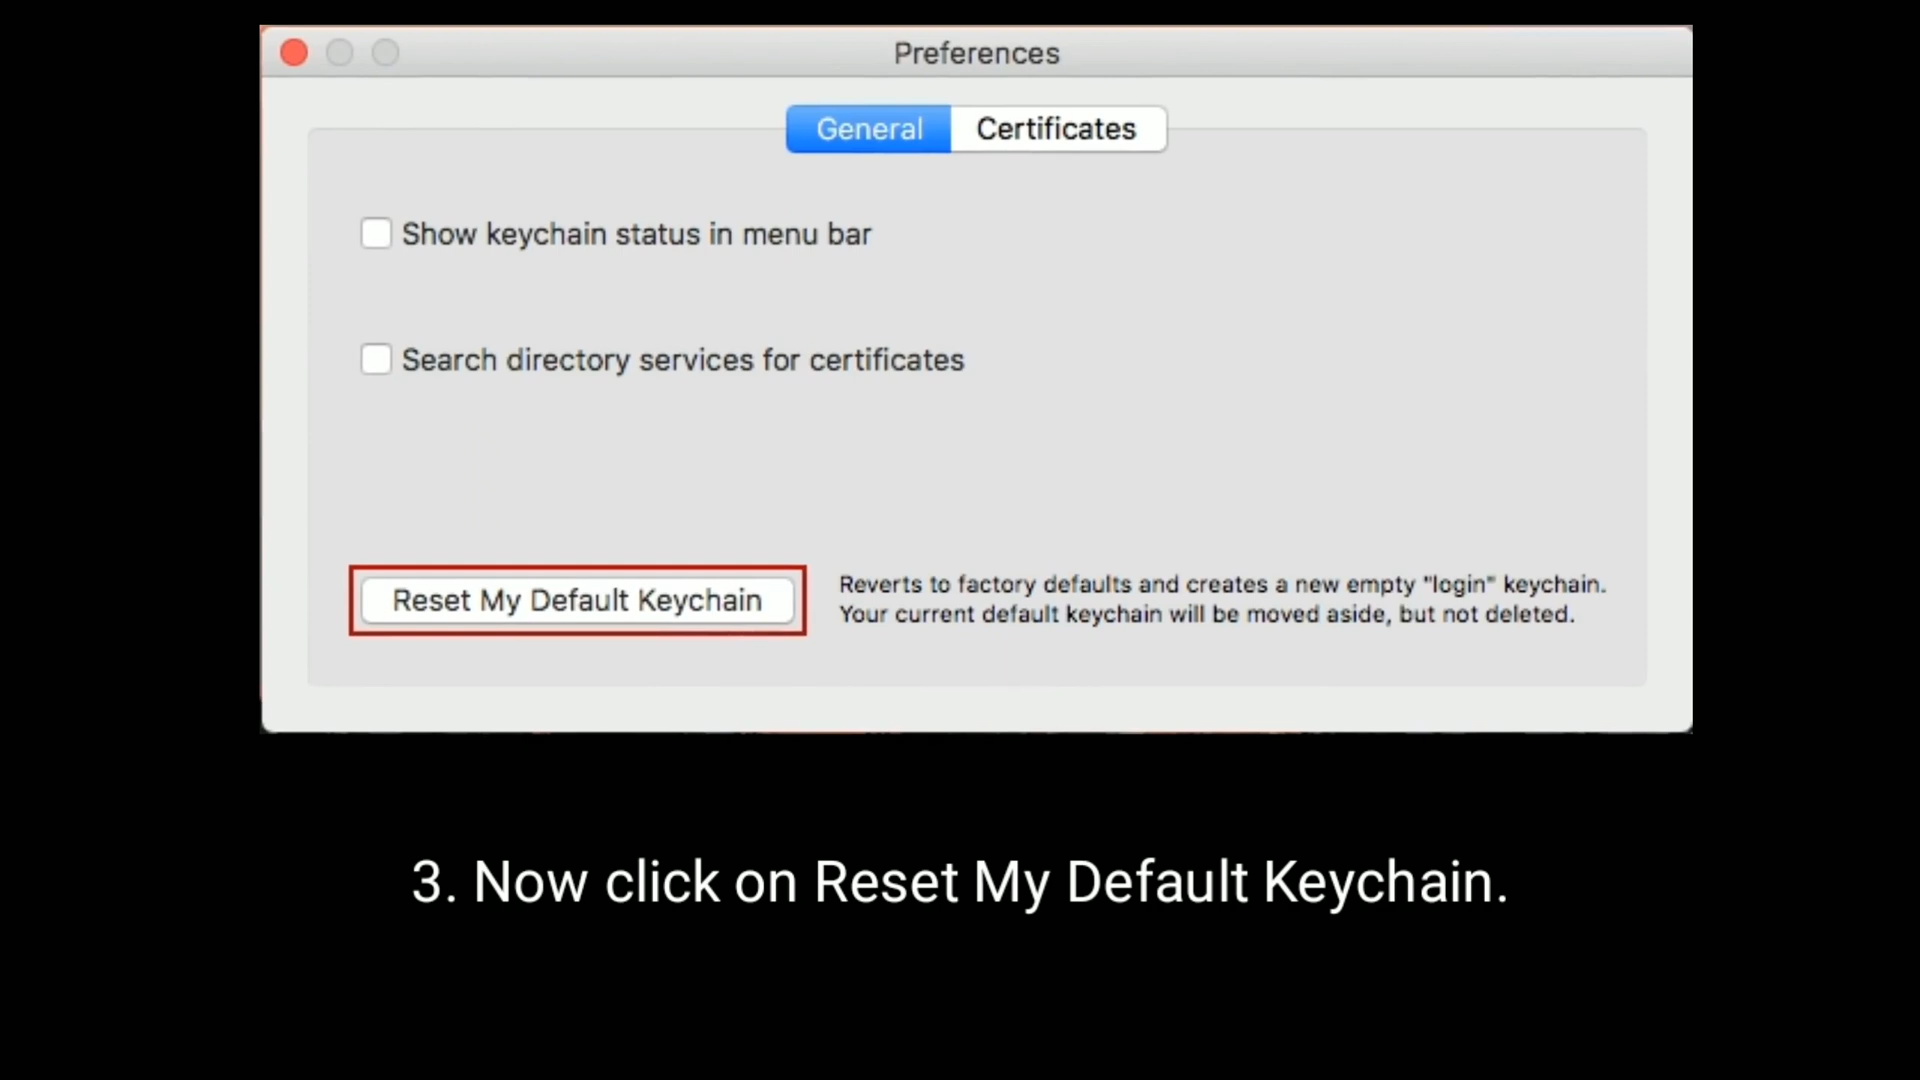 Preferences
General
Certificates
Show keychain status in menu bar
Search directory services for certificates
Reset My Default Keychain
Reverts to factory defaults and creates a new empty "login" keychain.
Your current default keychain will be moved aside, but not deleted.
3. Now click on Reset My Default Keychain.